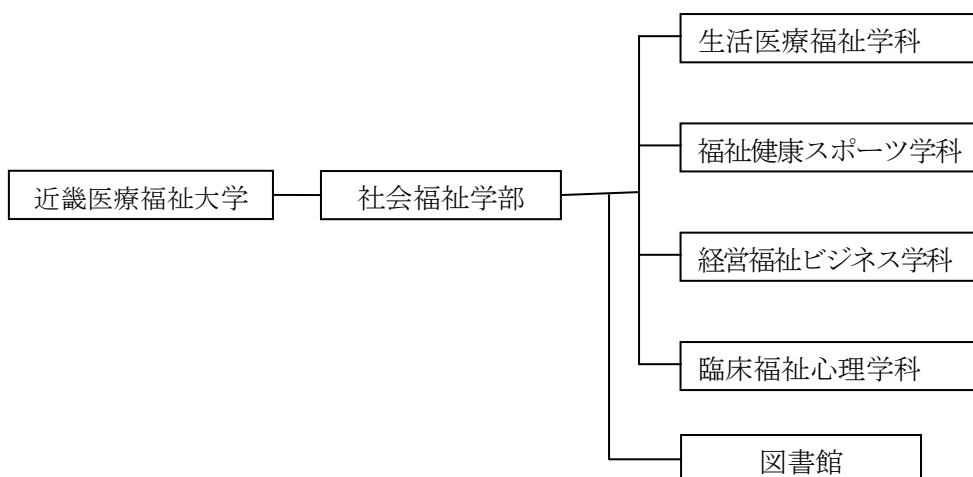 生活医療福祉学科
福祉健康スポーツ学科
近畿医療福祉大学
社会福祉学部
経営福祉ビジネス学科
臨床福祉心理学科
図書館